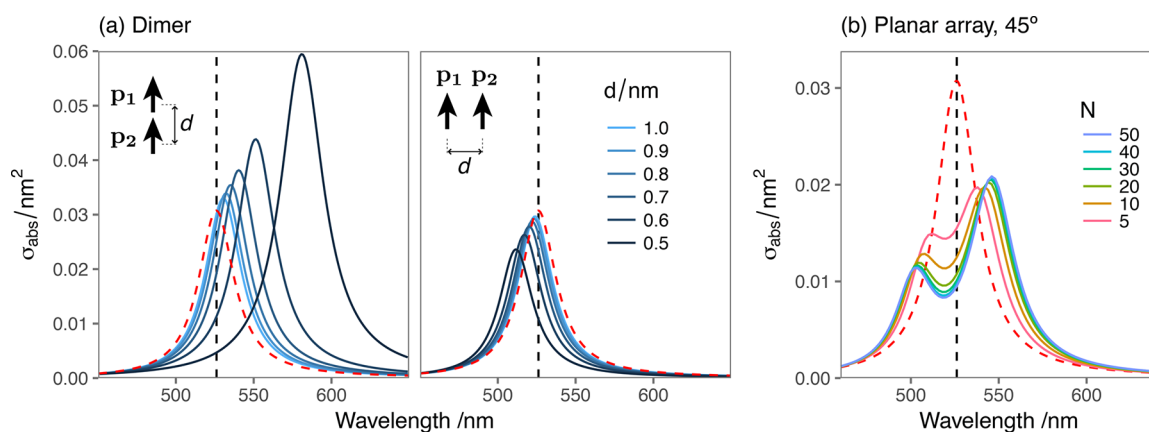 (a) Dimer
0.06
0.05
0.04
0.03
0.02
0.01
0.00
σabs/nm²
p₁
p₂
d
500
550
600
p₁ p₂
d
d/nm
1.0
0.9
0.8
0.7
0.6
0.5
500
550
600
Wavelength /nm
(b) Planar array, 45º
0.03
0.02
0.01
0.00
σabs/nm²
N
50
40
30
20
10
5
500
550
600
Wavelength /nm